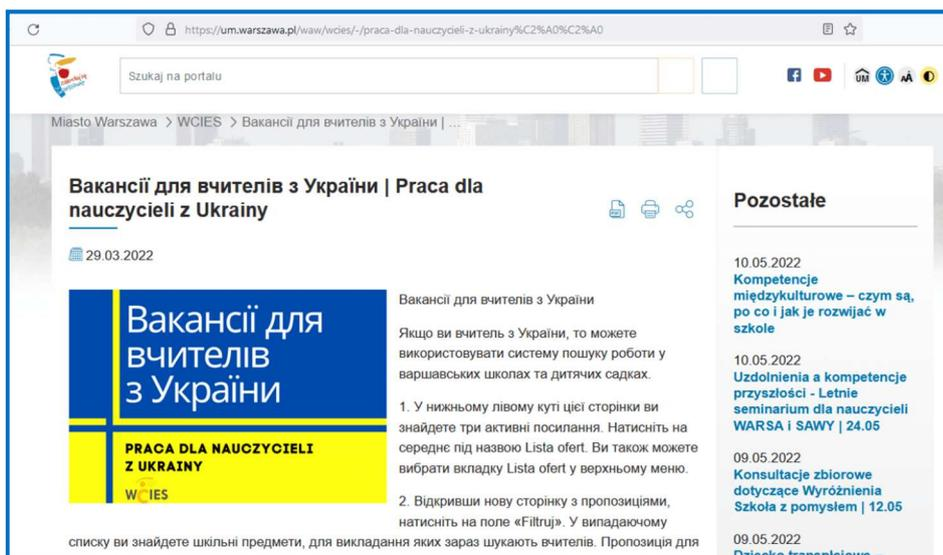 https://um.warszawa.pl/waw/wcies/-/praca-dla-nauczycieli-z-ukrainy%C2%A0%C2%A0
Szukaj na portalu
UM
Miasto Warszawa > WCIES > Вакансії для вчителів з України | ...
Вакансії для вчителів з України | Praca dla
nauczycieli z Ukrainy
29.03.2022
Вакансії для
вчителів
з України
PRACA DLA NAUCZYCIELI
Z UKRAINY
WCIES
Вакансії для вчителів з України
Якщо ви вчитель з України, то можете
використовувати систему пошуку роботи у
варшавських школах та дитячих садках.
1. У нижньому лівому куті цієї сторінки ви
знайдете три активні посилання. Натисніть на
середнє під назвою Lista ofert. Ви також можете
вибрати вкладку Lista ofert у верхньому меню.
2. Відкривши нову сторінку з пропозиціями,
натисніть на поле «Filtruj». У випадаючому
списку ви знайдете шкільні предмети, для викладання яких зараз шукають вчителів. Пропозиція для
Pozostałe
10.05.2022
Kompetencje
międzykulturowe – czym są,
po co i jak je rozwijać w
szkole
10.05.2022
Uzdolnienia a kompetencje
przyszłości - Letnie
seminarium dla nauczycieli
WARSA i SAWY | 24.05
09.05.2022
Konsultacje zbiorowe
dotyczące Wyróżnienia
Szkoła z pomysłem | 12.05
09.05.2022